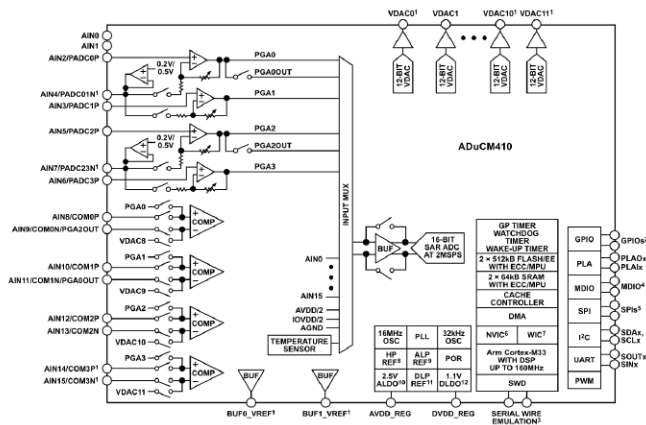 VDAC0¹ VDAC1 VDAC10¹ VDAC11¹
12-BIT VDAC
12-BIT VDAC
12-BIT VDAC
12-BIT VDAC
ADuCM410
AIN0
AIN1
AIN2/PADC0P
0.2V/
0.5V
PGA0
PGA0OUT
AIN4/PADC01N¹
AIN3/PADC1P
PGA1
AIN5/PADC2P
0.2V/
0.5V
PGA2
PGA2OUT
AIN7/PADC23N¹
AIN6/PADC3P
PGA3
PGA0
AIN8/COM0P
AIN9/COM0N/PGA2OUT
VDAC8
COMP
PGA1
AIN10/COM1P
AIN11/COM1N/PGA0OUT
VDAC9
COMP
PGA2
AIN12/COM2P
AIN13/COM2N
VDAC10
COMP
PGA3
AIN14/COM3P¹
AIN15/COM3N¹
VDAC11
COMP
INPUT MUX
AIN0
AIN15
AVDD/2
IOVDD/2
AGND
TEMPERATURE
SENSOR
BUF
16-BIT
SAR ADC
AT 2MSPS
BUF
BUF0_VREF¹
BUF
BUF1_VREF¹
16MHz
OSC
PLL
32kHz
OSC
HP
REF⁸
ALP
REF⁹
POR
2.5V
ALDO¹⁰
DLP
REF¹¹
1.1V
DLDO¹²
AVDD_REG
DVDD_REG
GP TIMER
WATCHDOG
TIMER
WAKE-UP TIMER
2 × 512kB FLASH/EE
WITH ECC/MPU
2 × 64kB SRAM
WITH ECC/MPU
CACHE
CONTROLLER
DMA
NVIC⁶
WIC⁷
Arm Cortex-M33
WITH DSP
UP TO 160MHz
SWD
SERIAL WIRE
EMULATION³
GPIO
PLA
MDIO
SPI
I²C
UART
PWM
GPIOs²
PLAOx
PLAIx
MDIO⁴
SPIs⁵
SDAx,
SCLx
SOUTx
SINx